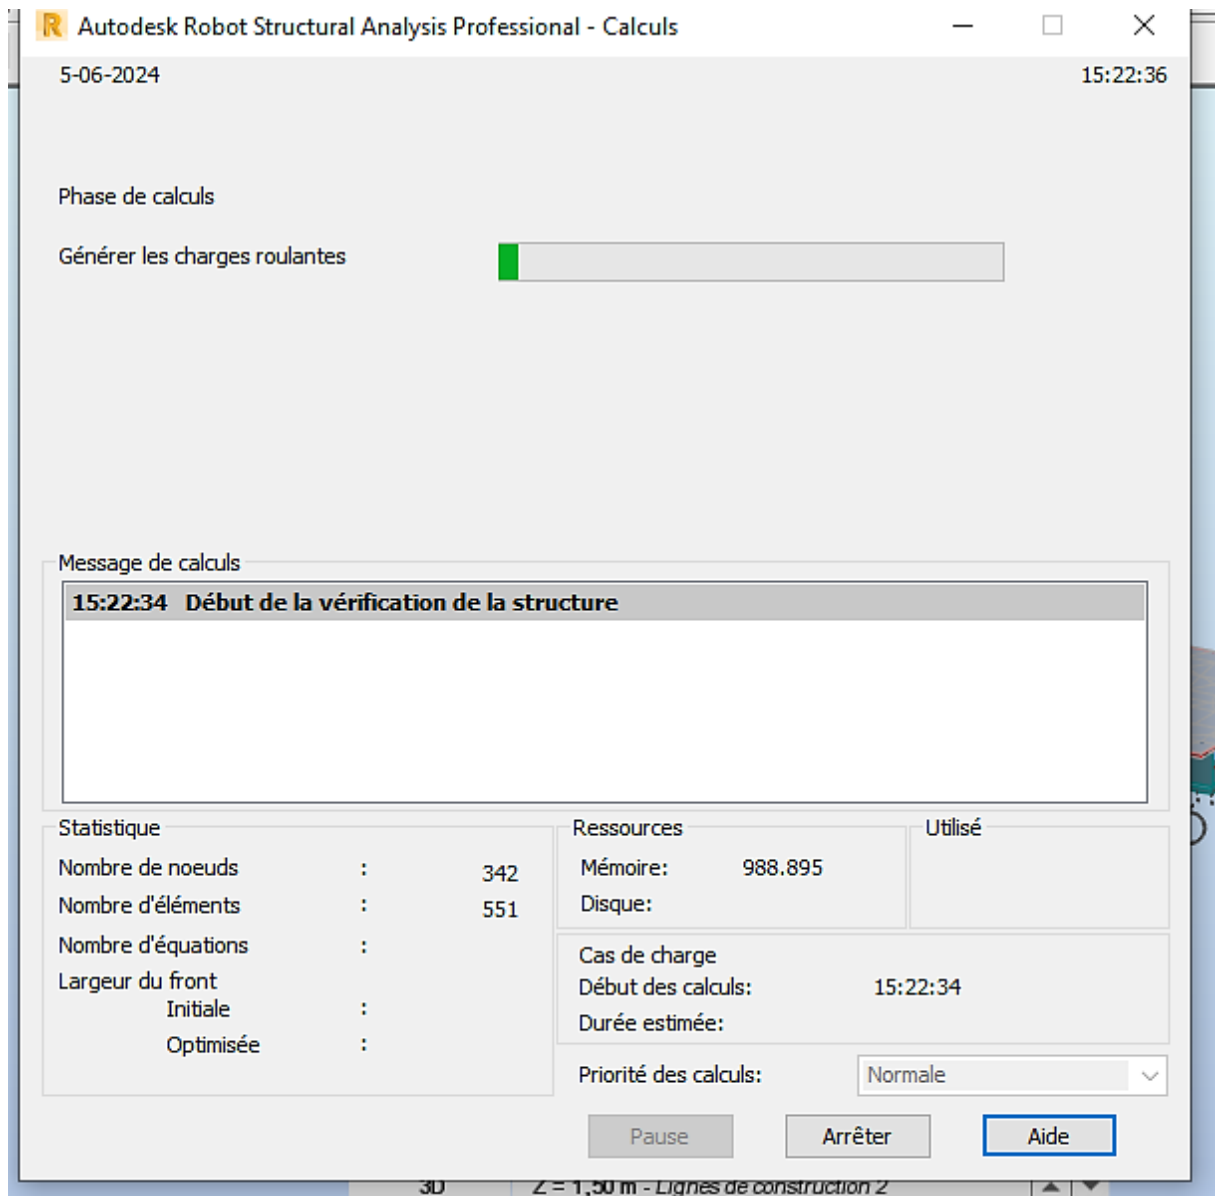 Autodesk Robot Structural Analysis Professional - Calculs
5-06-2024 15:22:36
Phase de calculs
Générer les charges roulantes
Message de calculs
15:22:34 Début de la vérification de la structure
Statistique
Nombre de noeuds : 342
Nombre d'éléments : 551
Nombre d'équations :
Largeur du front
Initiale :
Optimisée :
Ressources
Mémoire: 988.895
Disque:
Utilisé
Cas de charge
Début des calculs: 15:22:34
Durée estimée:
Priorité des calculs: Normale
Pause Arrêter Aide
3D Z = 1,50 m - Lignes de construction 2